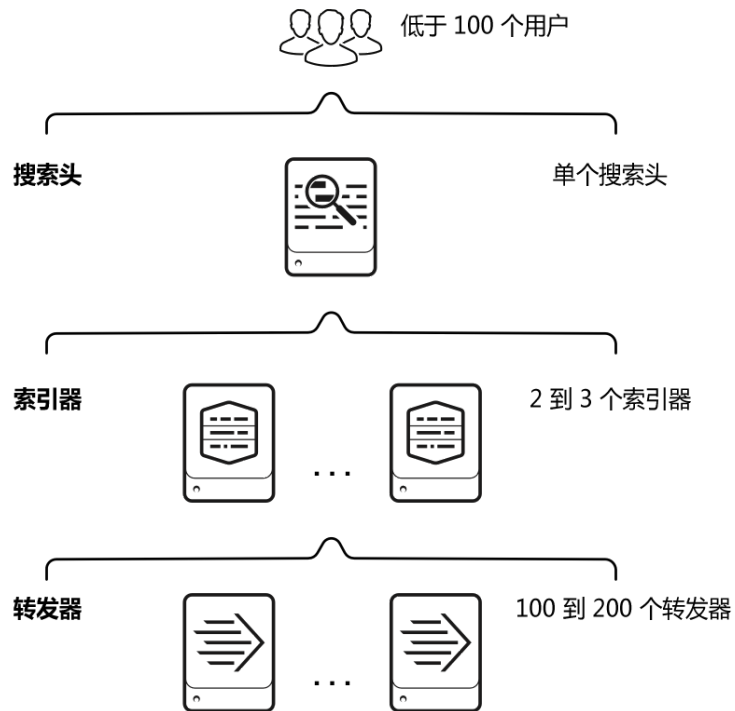 低于 100 个用户
搜索头
单个搜索头
索引器
2 到 3 个索引器
...
转发器
100 到 200 个转发器
...